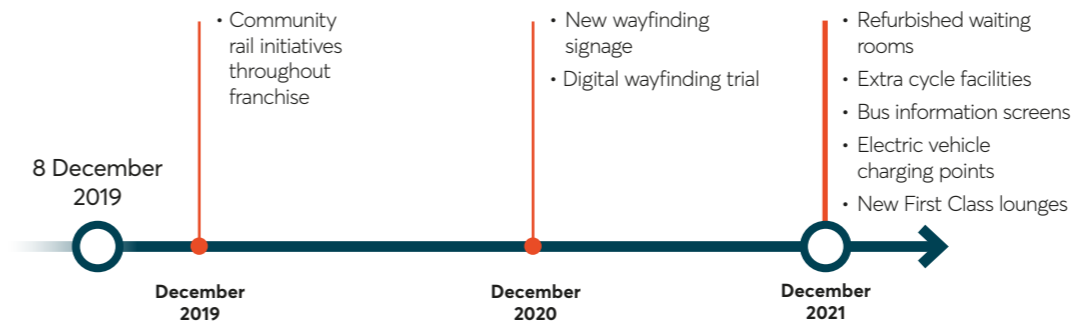 8 December
2019
• Community
rail initiatives
throughout
franchise
December
2019
• New wayfinding
signage
• Digital wayfinding trial
December
2020
• Refurbished waiting
rooms
• Extra cycle facilities
• Bus information screens
• Electric vehicle
charging points
• New First Class lounges
December
2021